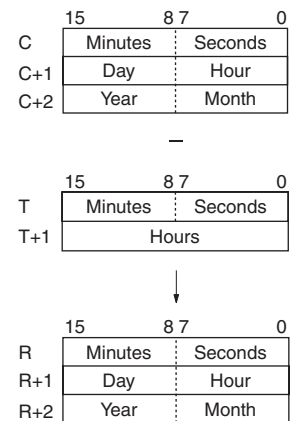 15 8 7 0
C Minutes Seconds
C+1 Day Hour
C+2 Year Month
–
15 8 7 0
T Minutes Seconds
T+1 Hours
15 8 7 0
R Minutes Seconds
R+1 Day Hour
R+2 Year Month